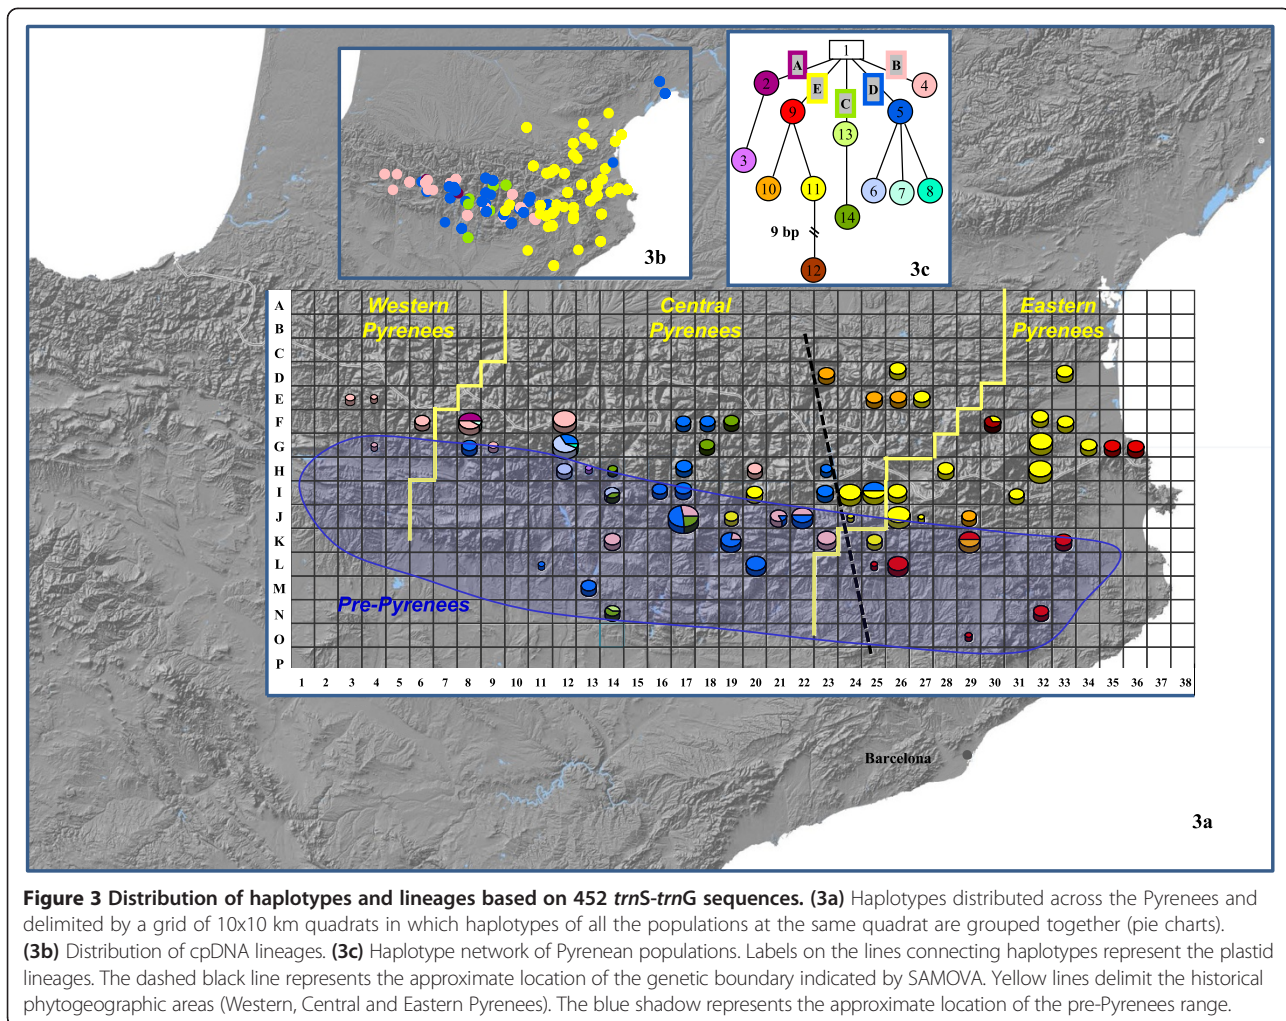 3b
1
A
B
2
E
D
4
9
C
5
13
3
10
11
6
7
8
14
9 bp
12
3c
A
B
C
D
E
F
G
H
I
J
K
L
M
N
O
P
Western
Pyrenees
Central
Pyrenees
Eastern
Pyrenees
Pre-Pyrenees
1 2 3 4 5 6 7 8 9 10 11 12 13 14 15 16 17 18 19 20 21 22 23 24 25 26 27 28 29 30 31 32 33 34 35 36 37 38
Barcelona
3a
Figure 3 Distribution of haplotypes and lineages based on 452 trnS-trnG sequences. (3a) Haplotypes distributed across the Pyrenees and
delimited by a grid of 10x10 km quadrats in which haplotypes of all the populations at the same quadrat are grouped together (pie charts).
(3b) Distribution of cpDNA lineages. (3c) Haplotype network of Pyrenean populations. Labels on the lines connecting haplotypes represent the plastid
lineages. The dashed black line represents the approximate location of the genetic boundary indicated by SAMOVA. Yellow lines delimit the historical
phytogeographic areas (Western, Central and Eastern Pyrenees). The blue shadow represents the approximate location of the pre-Pyrenees range.